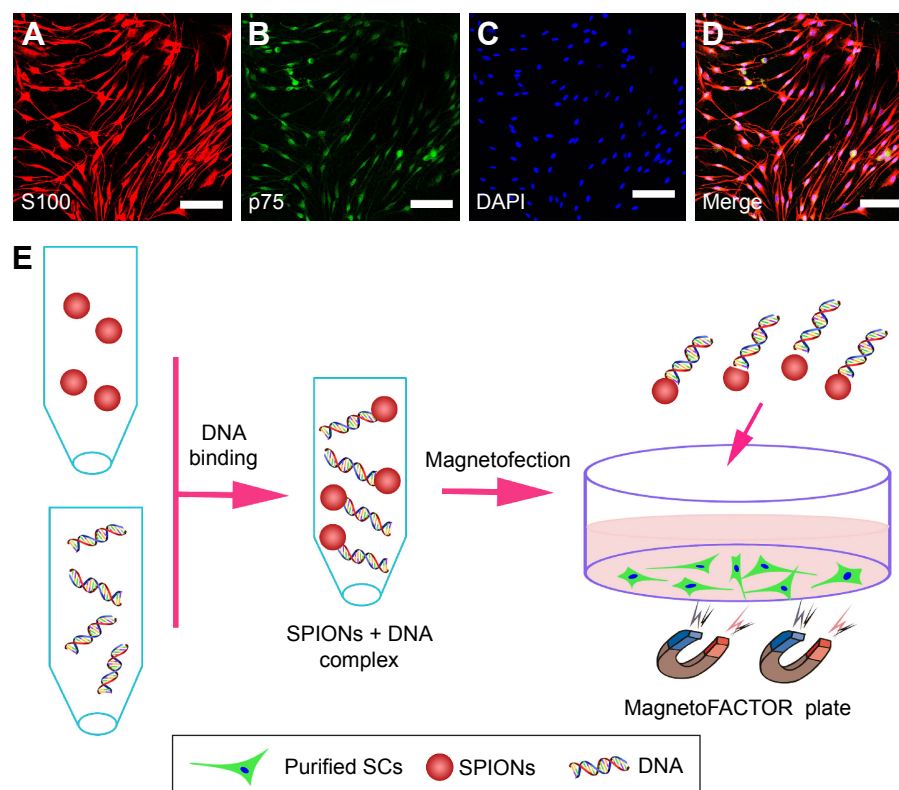 A
S100
B
p75
C
DAPI
D
Merge
E
DNA
binding
SPIONs + DNA
complex
Magnetofection
MagnetoFACTOR plate
Purified SCs
SPIONs
DNA